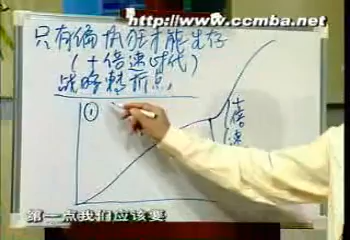 http://www.ccmba.net
只有偏执狂才能生存
(十倍速时代)
战略转折点
①
十倍速
第一点我们应该要